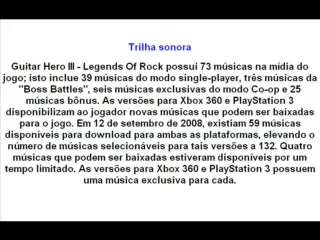 Trilha sonora
Guitar Hero III - Legends Of Rock possui 73 músicas na midia do
jogo; isto inclue 39 músicas do modo single-player, três músicas da
"Boss Battles", seis músicas exclusivas do modo Co-op e 25
músicas bônus. As versões para Xbox 360 e PlayStation 3
disponibilizam ao jogador novas músicas que podem ser baixadas
para o jogo. Em 12 de setembro de 2008, existiam 59 músicas
disponíveis para download para ambas as plataformas, elevando o
número de músicas selecionáveis para tais versões a 132. Quatro
músicas que podem ser baixadas estiveram disponíveis por um
tempo limitado. As versões para Xbox 360 e PlayStation 3 possuem
uma música exclusiva para cada.